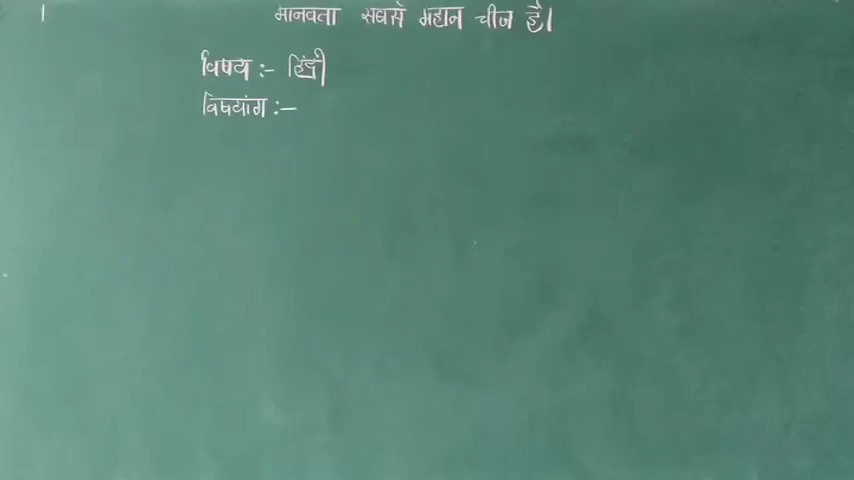 मानवता सबसे महान चीज है।
विषय :- हिंदी
विषयांग :-